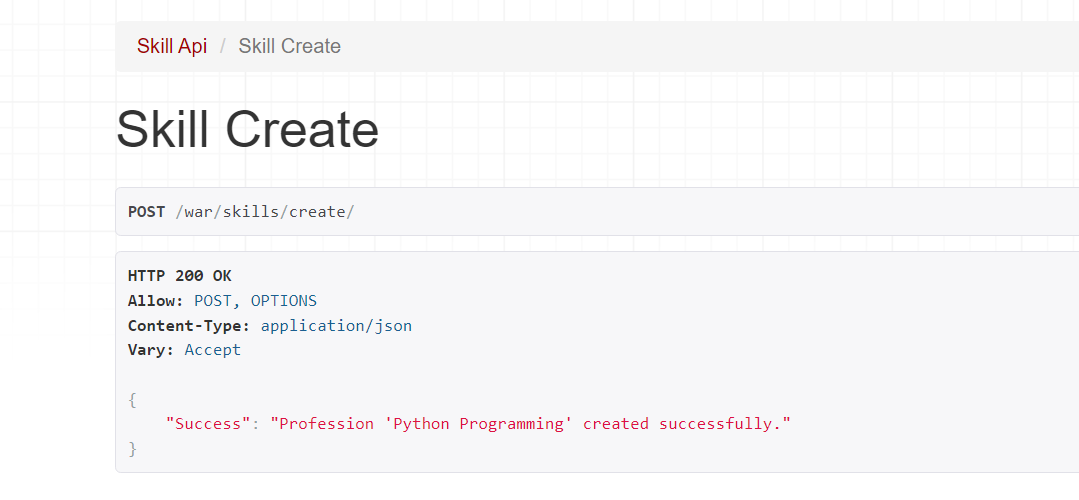 Skill Api / Skill Create
Skill Create
POST /war/skills/create/
HTTP 200 OK
Allow: POST, OPTIONS
Content-Type: application/json
Vary: Accept
{
    "Success": "Profession 'Python Programming' created successfully."
}